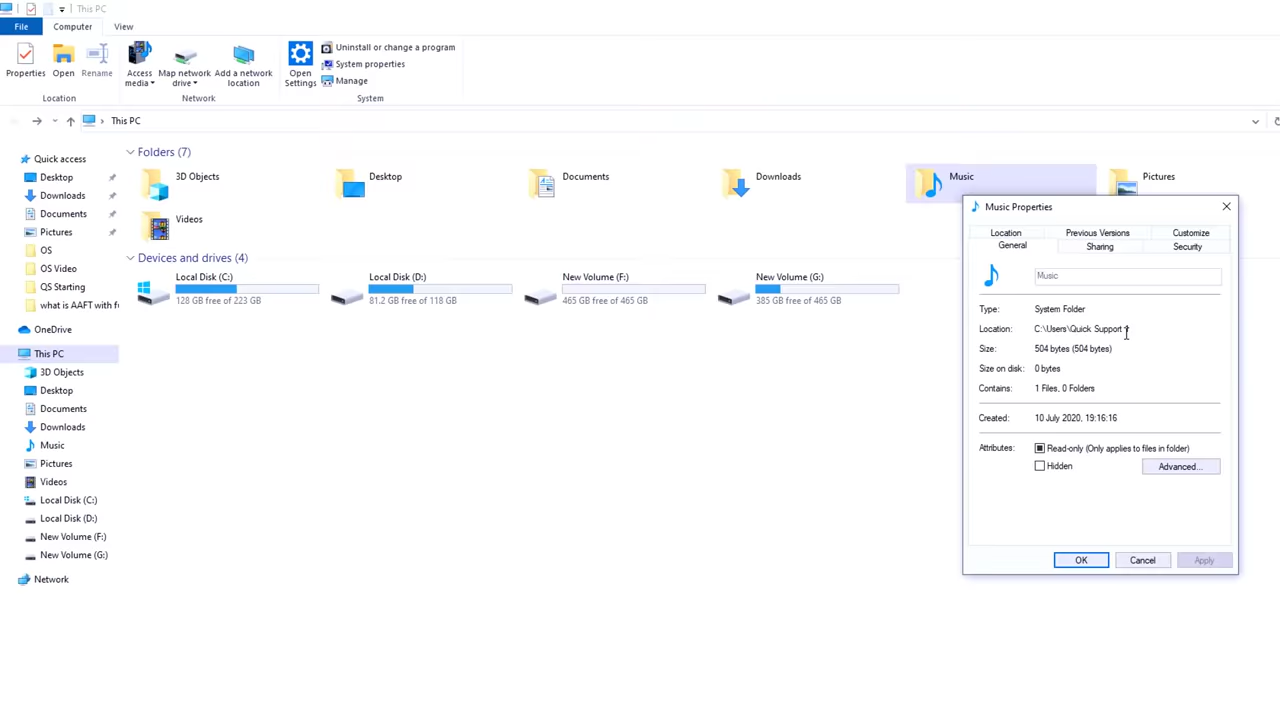 This PC
File
Computer
View
Properties
Open
Rename
Access media
Map network drive
Add a network location
Open Settings
Uninstall or change a program
System properties
Manage
Location
Network
System
This PC
Quick access
Desktop
Downloads
Documents
Pictures
OS
OS Video
QS Starting
what is AAFT with f
OneDrive
This PC
3D Objects
Desktop
Documents
Downloads
Music
Pictures
Videos
Local Disk (C:)
Local Disk (D:)
New Volume (F:)
New Volume (G:)
Network
Folders (7)
3D Objects
Desktop
Documents
Downloads
Music
Pictures
Videos
Devices and drives (4)
Local Disk (C:)
128 GB free of 223 GB
Local Disk (D:)
81.2 GB free of 118 GB
New Volume (F:)
465 GB free of 465 GB
New Volume (G:)
385 GB free of 465 GB
Music Properties
Location
Previous Versions
Customize
General
Sharing
Security
Music
Type: System Folder
Location: C:\Users\Quick Support
Size: 504 bytes (504 bytes)
Size on disk: 0 bytes
Contains: 1 Files, 0 Folders
Created: 10 July 2020, 19:16:16
Attributes: Read-only (Only applies to files in folder)
Hidden
Advanced...
OK
Cancel
Apply